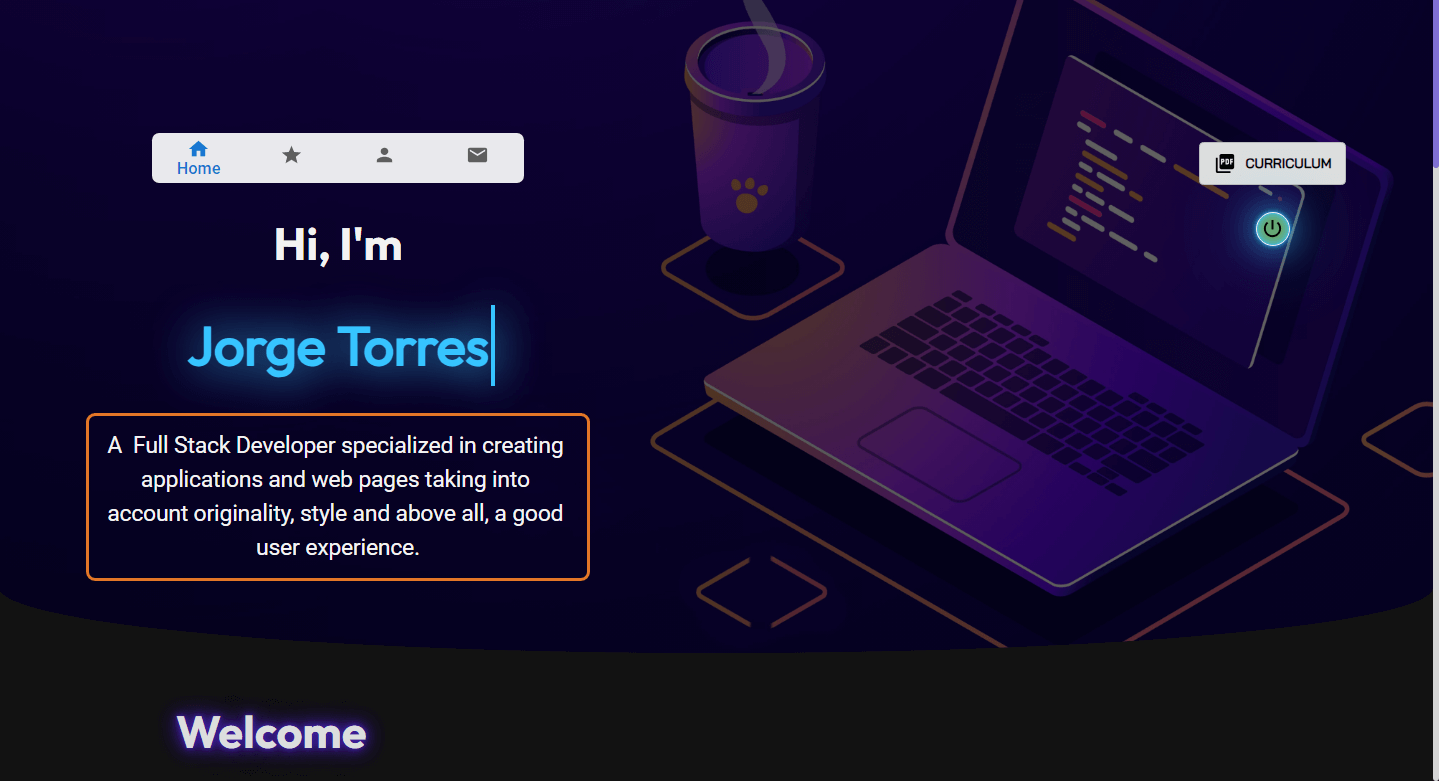 Home
PDF CURRICULUM
Hi, I'm
Jorge Torres
A Full Stack Developer specialized in creating
applications and web pages taking into
account originality, style and above all, a good
user experience.
Welcome